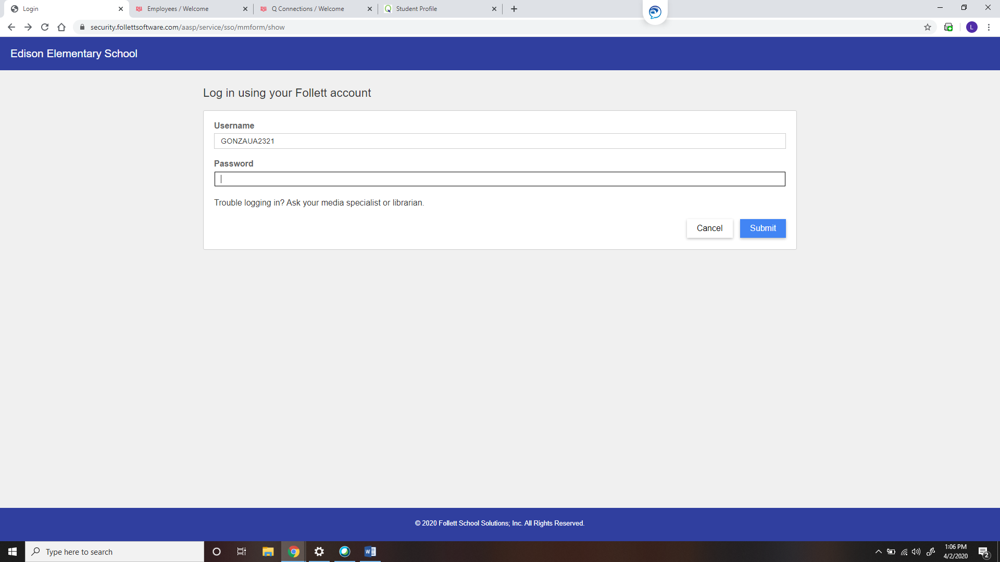 Login
Employees / Welcome
Q Connections / Welcome
Student Profile
security.follettsoftware.com/aasp/service/sso/mmform/show
L
Edison Elementary School
Log in using your Follett account
Username
GONZAUA2321
Password
Trouble logging in? Ask your media specialist or librarian.
Cancel
Submit
© 2020 Follett School Solutions; Inc. All Rights Reserved.
Type here to search
1:06 PM
4/2/2020
2